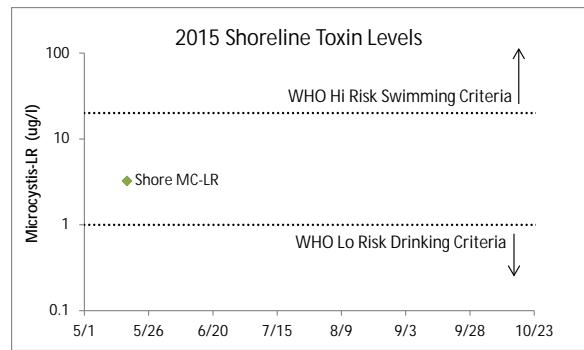 2015 Shoreline Toxin Levels
Microcystis-LR (ug/l)
100
10
1
0.1
WHO Hi Risk Swimming Criteria
Shore MC-LR
WHO Lo Risk Drinking Criteria
5/1 5/26 6/20 7/15 8/9 9/3 9/28 10/23